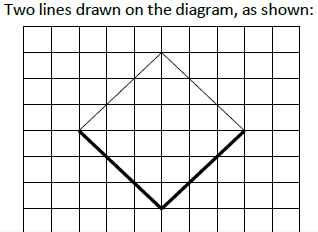 Two lines drawn on the diagram, as shown: